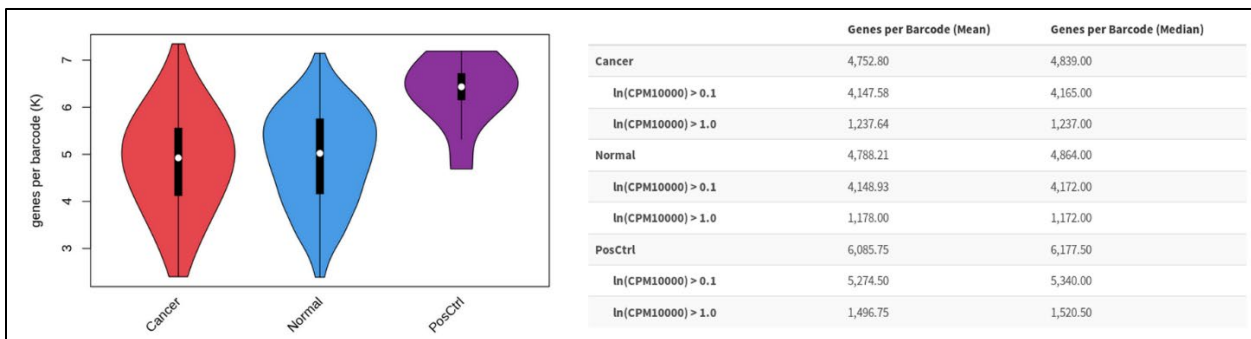 genes per barcode (K)
7
6
5
4
3
Cancer
Normal
PosCtrl
Genes per Barcode (Mean) Genes per Barcode (Median)
Cancer 4,752.80 4,839.00
ln(CPM10000) > 0.1 4,147.58 4,165.00
ln(CPM10000) > 1.0 1,237.64 1,237.00
Normal 4,788.21 4,864.00
ln(CPM10000) > 0.1 4,148.93 4,172.00
ln(CPM10000) > 1.0 1,178.00 1,172.00
PosCtrl 6,085.75 6,177.50
ln(CPM10000) > 0.1 5,274.50 5,340.00
ln(CPM10000) > 1.0 1,496.75 1,520.50